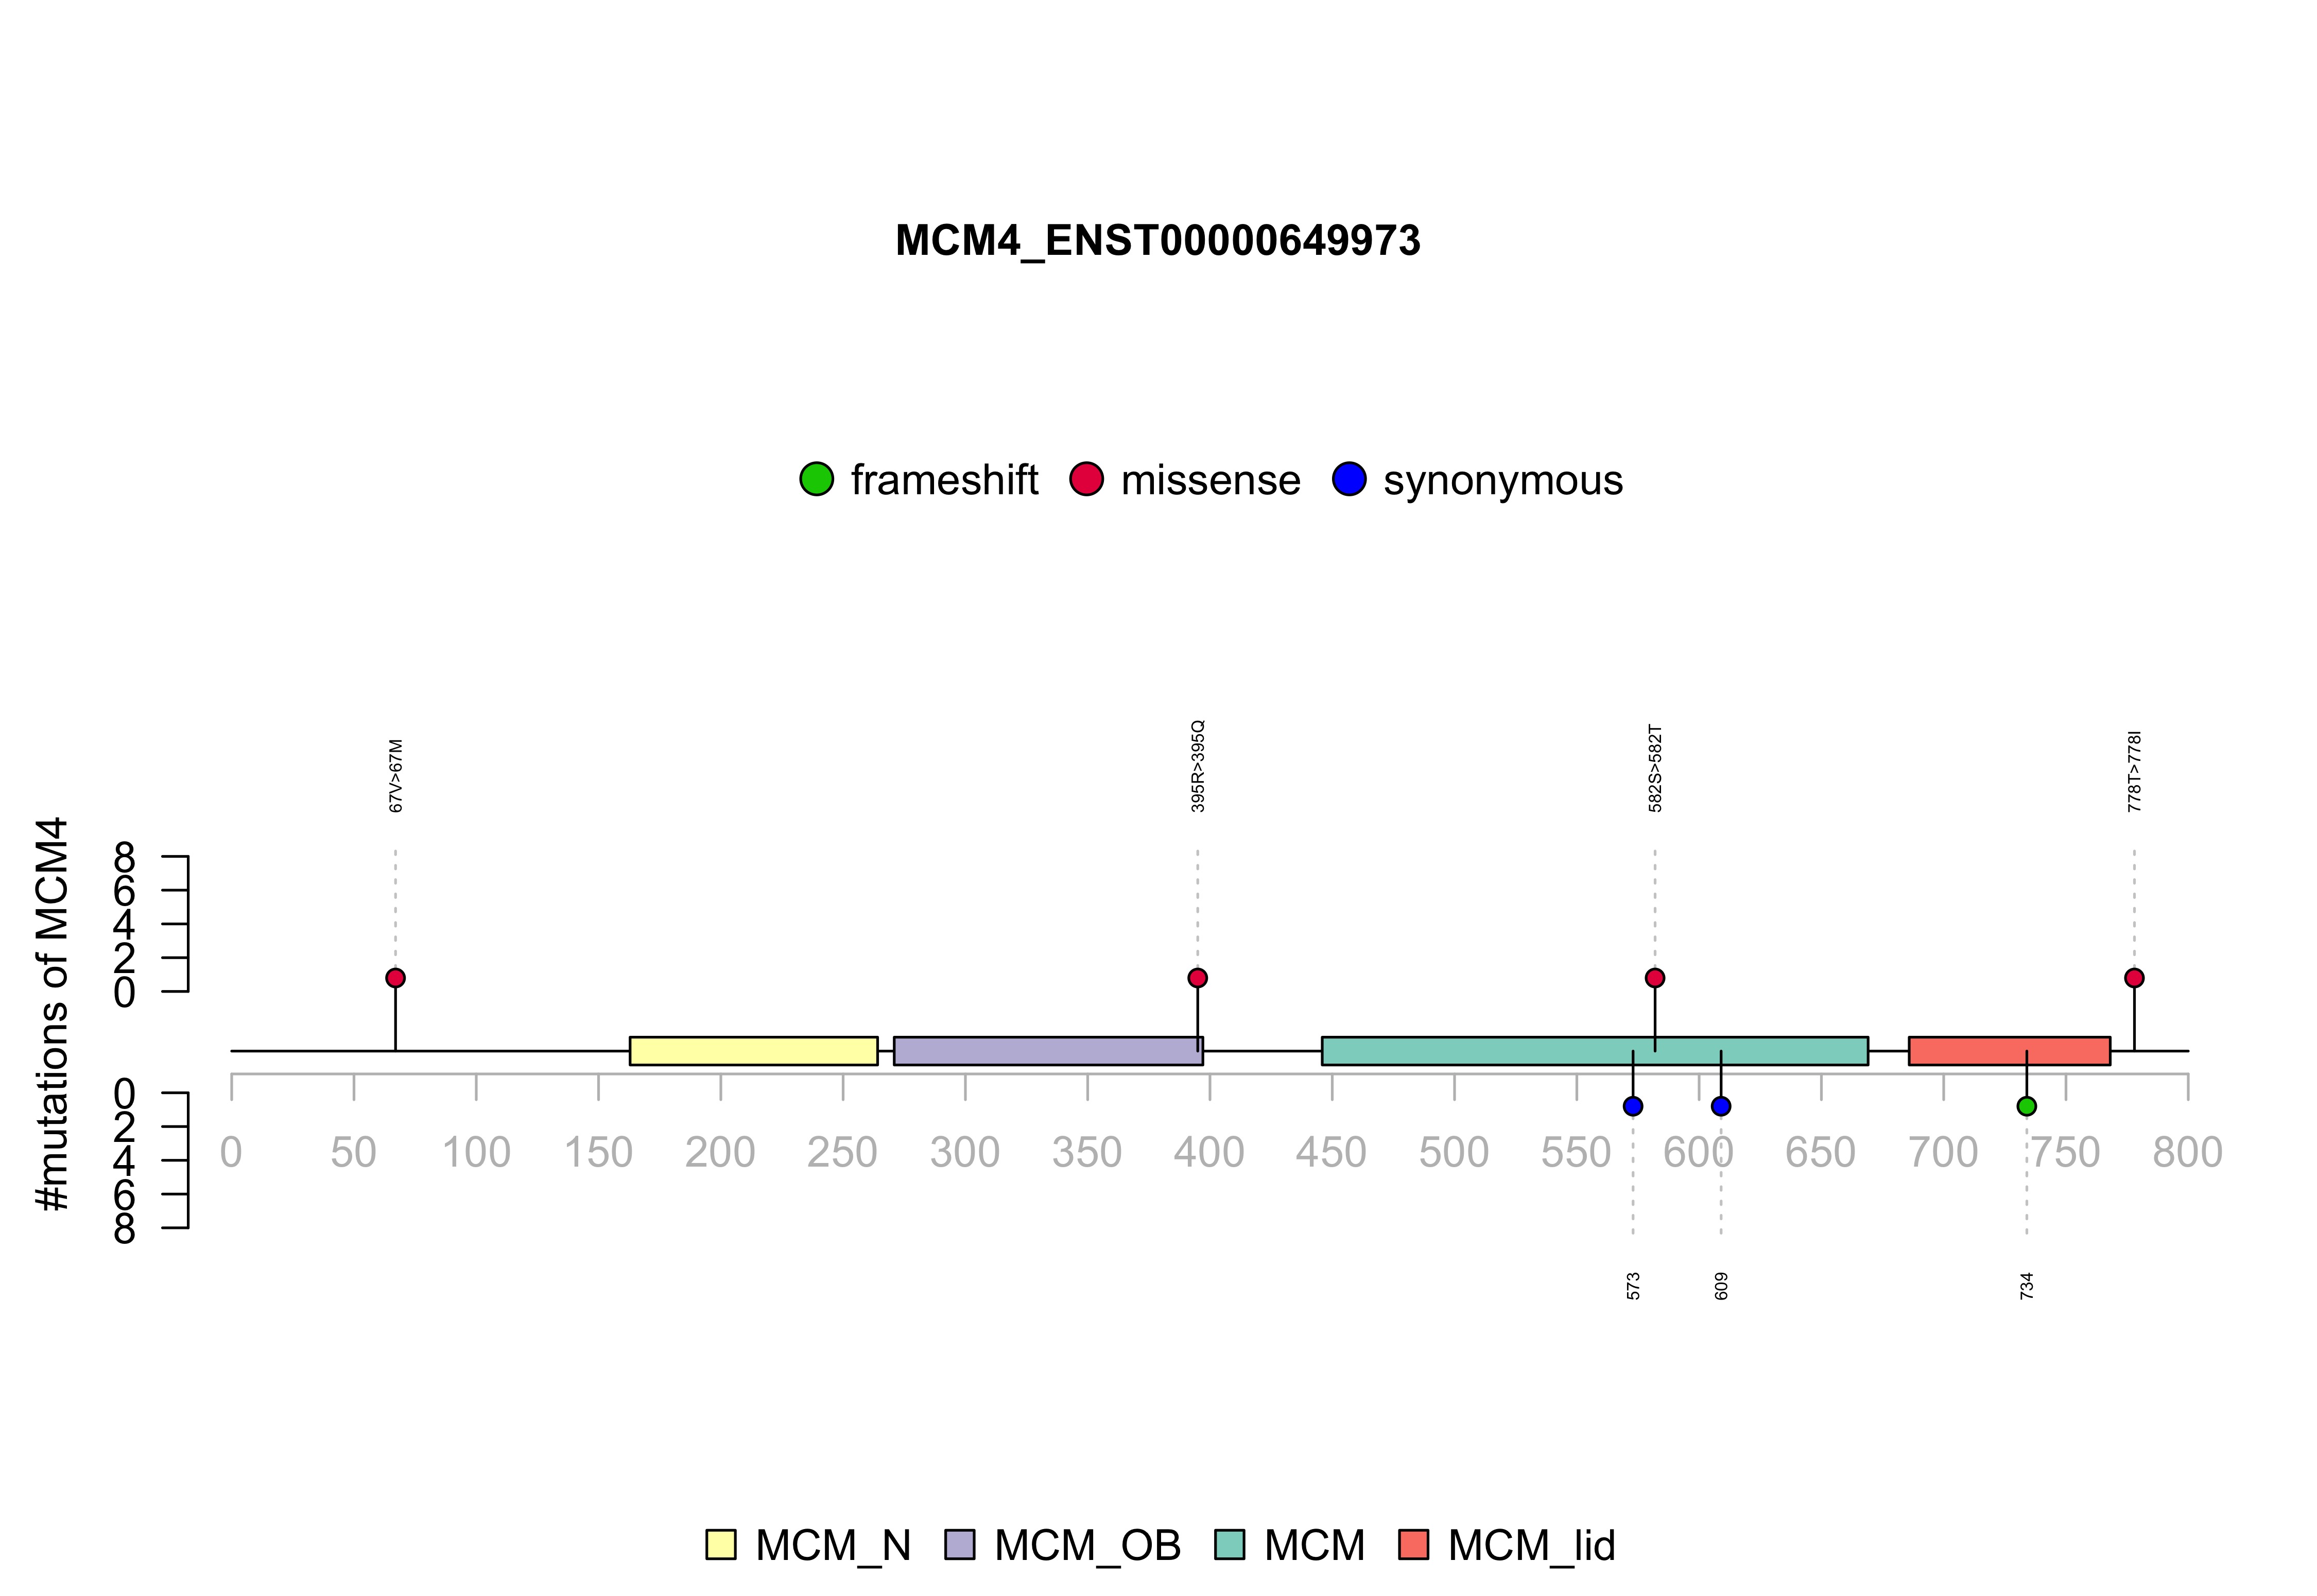 MCM4_ENST00000649973
frameshift missense synonymous
67V>67M 395R>395Q 582S>582T 778T>778I
#mutations of MCM4
8
6
4
2
0
0
2
4
6
8
0 50 100 150 200 250 300 350 400 450 500 550 600 650 700 750 800
573 609 734
MCM_N MCM_OB MCM MCM_lid